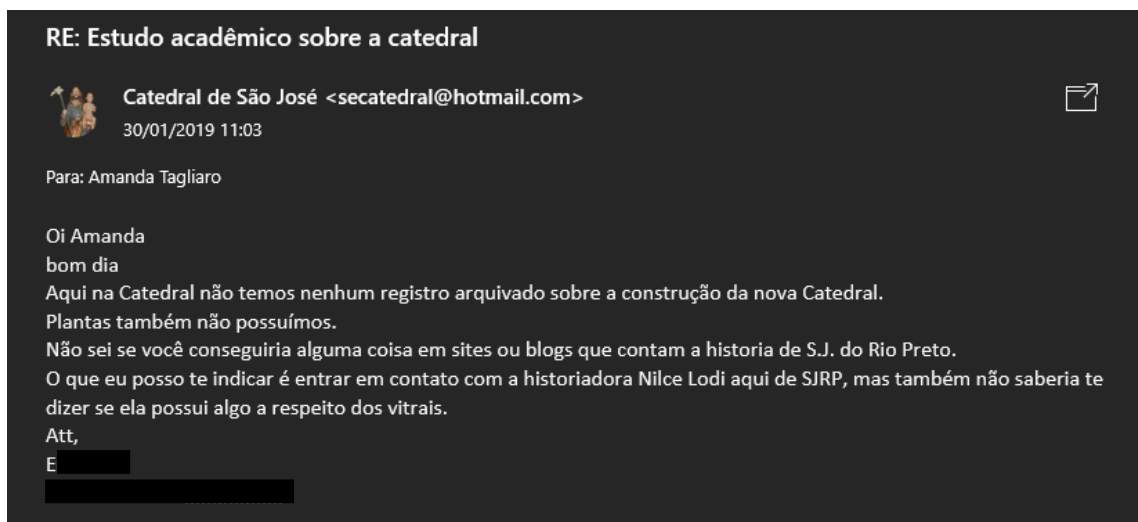 RE: Estudo acadêmico sobre a catedral
Catedral de São José <secatedral@hotmail.com>
30/01/2019 11:03
Para: Amanda Tagliaro
Oi Amanda
bom dia
Aqui na Catedral não temos nenhum registro arquivado sobre a construção da nova Catedral.
Plantas também não possuímos.
Não sei se você conseguiria alguma coisa em sites ou blogs que contam a historia de S.J. do Rio Preto.
O que eu posso te indicar é entrar em contato com a historiadora Nilce Lodi aqui de SJRP, mas também não saberia te
dizer se ela possui algo a respeito dos vitrais.
Att,
E